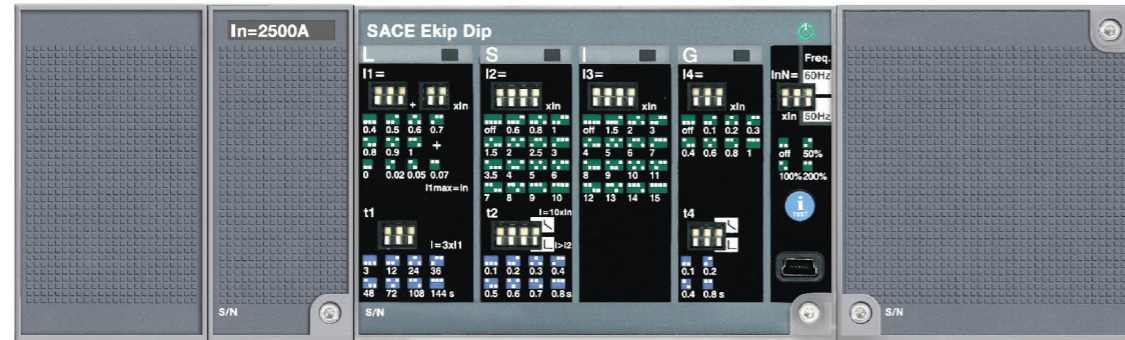 In=2500A
SACE Ekip Dip
L S I G
Freq.
I1= I2= I3= I4= InN= 60Hz
+ xIn xIn xIn xIn xIn 50Hz
0.4 0.5 0.6 0.7 off 0.6 0.8 1 off 1.5 2 3 off 0.1 0.2 0.3
0.8 0.9 1 + 1.5 2 2.5 3 4 5 6 7 0.4 0.6 0.8 1 off 50%
0 0.02 0.05 0.07 3.5 4 5 6 8 9 10 11 100% 200%
I1max=In 7 8 9 10 12 13 14 15
TEST
t1 t2 I=10xIn t4
I=3xI1 I>I2
3 12 24 36 0.1 0.2 0.3 0.4 0.1 0.2
48 72 108 144 s 0.5 0.6 0.7 0.8s 0.4 0.8 s
S/N S/N S/N